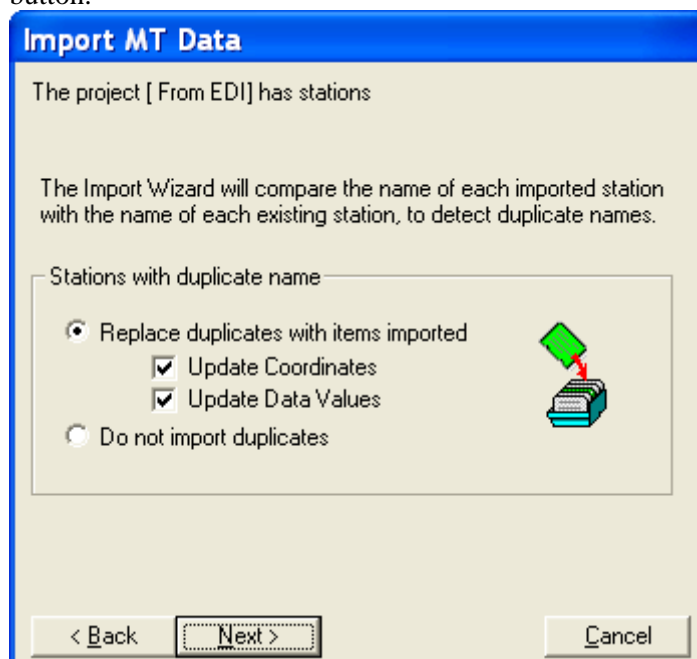 button.
Import MT Data
The project [ From EDI] has stations
The Import Wizard will compare the name of each imported station
with the name of each existing station, to detect duplicate names.
Stations with duplicate name
Replace duplicates with items imported
Update Coordinates
Update Data Values
Do not import duplicates
< Back Next > Cancel